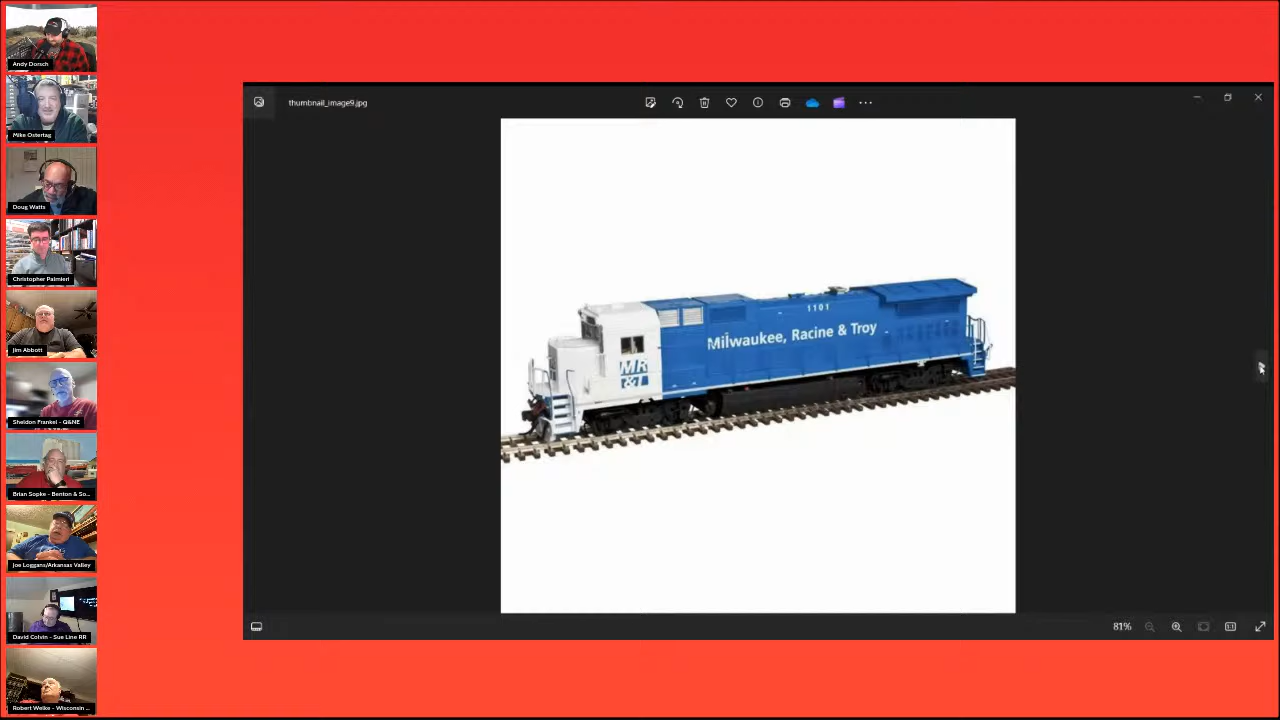 Andy Dorsch
Mike Ostertag
Doug Watts
Christopher Palmieri
Jim Abbott
Sheldon Frankel - Q&NE
Brian Sopke - Benton & So...
Joe Loggans/Arkansas Valley
David Colvin - Sue Line RR
Robert Welke - Wisconsin ...
thumbnail_image9.jpg
1101
Milwaukee, Racine & Troy
MR
&T
81%